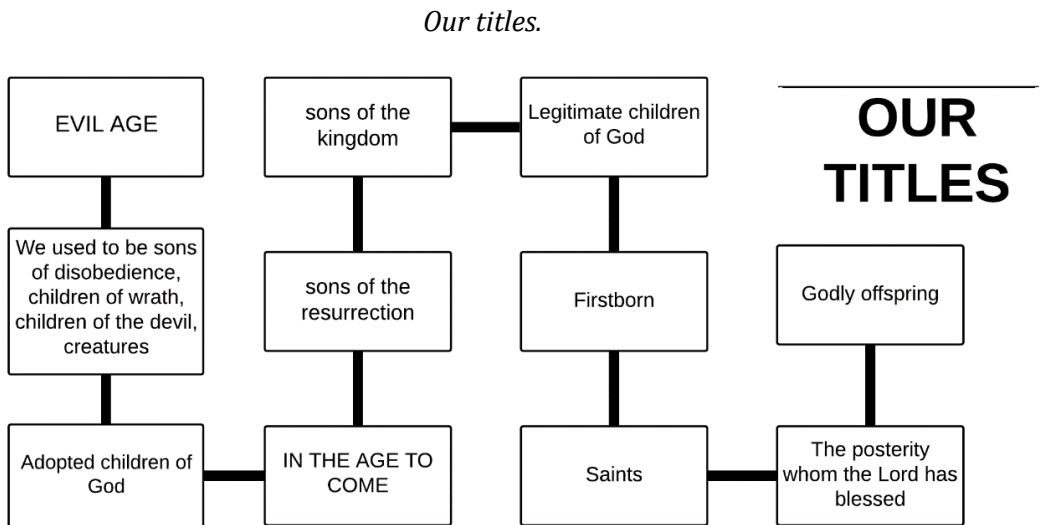 Our titles.
OUR
TITLES
EVIL AGE
We used to be sons
of disobedience,
children of wrath,
children of the devil,
creatures
Adopted children of
God
IN THE AGE TO
COME
sons of the
resurrection
sons of the
kingdom
Legitimate children
of God
Firstborn
Saints
The posterity
whom the Lord has
blessed
Godly offspring